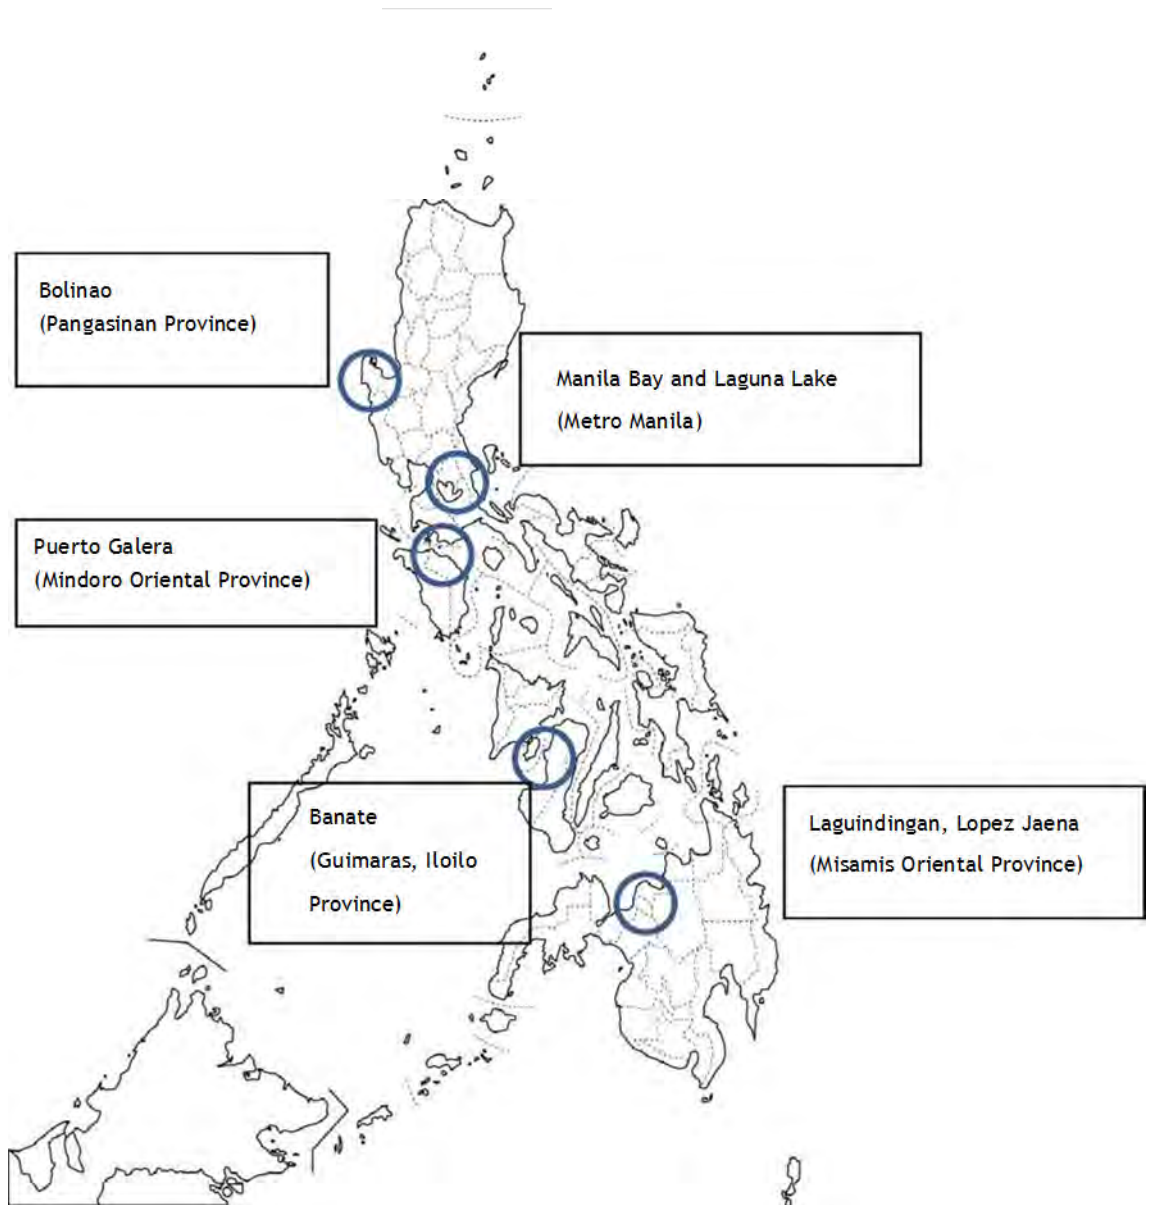 Bolinao
(Pangasinan Province)
Manila Bay and Laguna Lake
(Metro Manila)
Puerto Galera
(Mindoro Oriental Province)
Banate
(Guimaras, Iloilo
Province)
Laguindingan, Lopez Jaena
(Misamis Oriental Province)